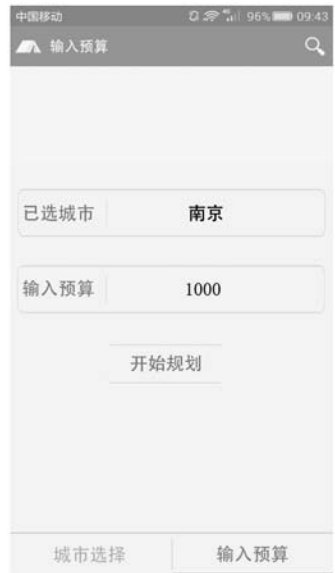 中国移动 4G 96% 09:43
输入预算
已选城市 南京
输入预算 1000
开始规划
城市选择 输入预算